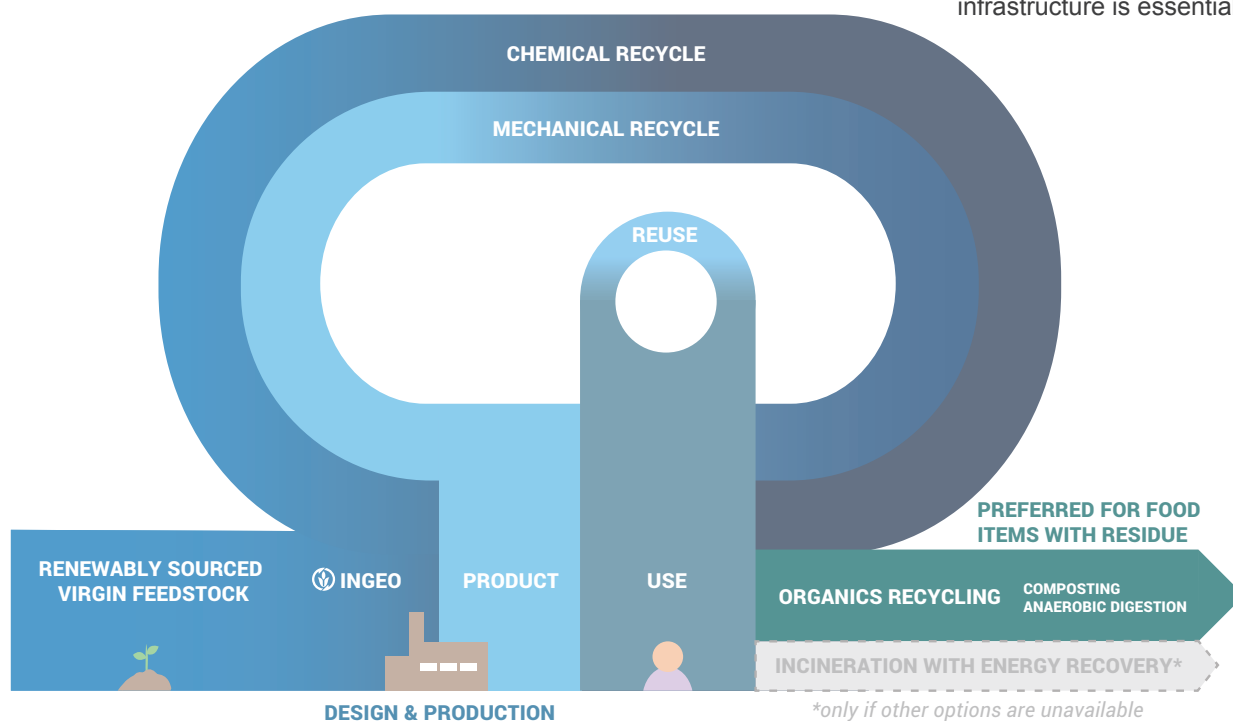 infrastructure is essential
CHEMICAL RECYCLE
MECHANICAL RECYCLE
REUSE
PREFERRED FOR FOOD
ITEMS WITH RESIDUE
RENEWABLY SOURCED
VIRGIN FEEDSTOCK
INGEO
PRODUCT
USE
ORGANICS RECYCLING
COMPOSTING
ANAEROBIC DIGESTION
INCINERATION WITH ENERGY RECOVERY*
DESIGN & PRODUCTION
*only if other options are unavailable